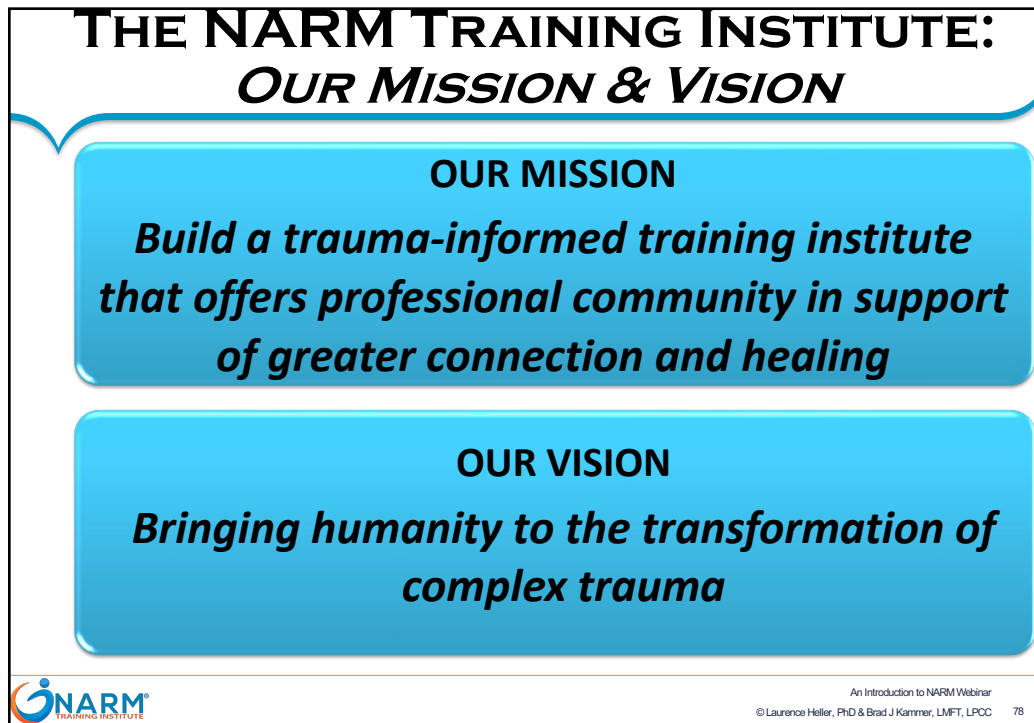 THE NARM TRAINING INSTITUTE:
OUR MISSION & VISION
OUR MISSION
Build a trauma-informed training institute
that offers professional community in support
of greater connection and healing
OUR VISION
Bringing humanity to the transformation of
complex trauma
NARM®
TRAINING INSTITUTE
An Introduction to NARM Webinar
© Laurence Heller, PhD & Brad J Kammer, LMFT, LPCC 78